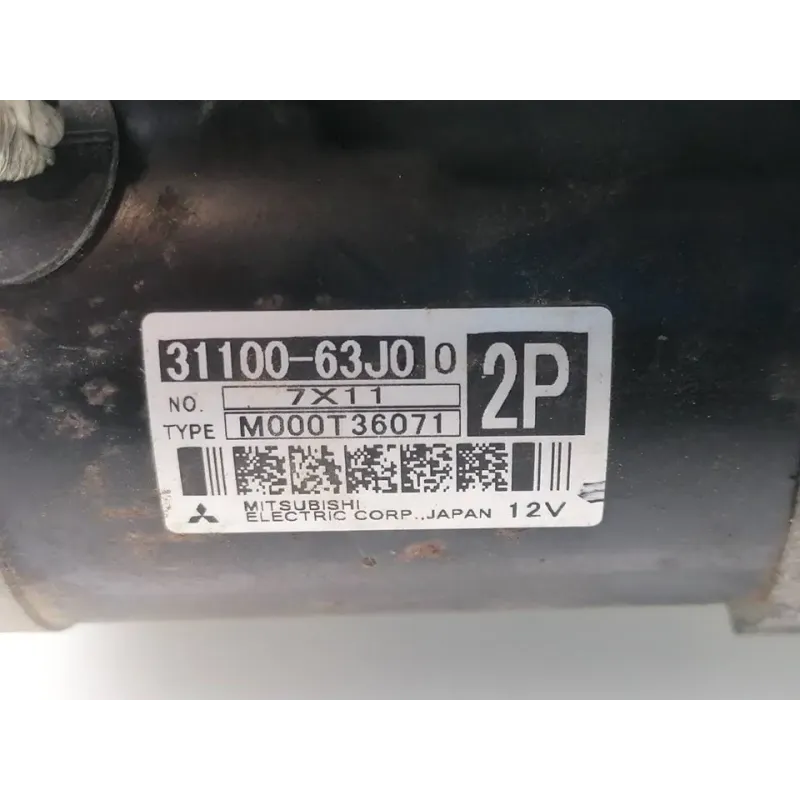 31100-63J0 0
2P
NO. 7X11
TYPE M000T36071
MITSUBISHI
ELECTRIC CORP.,JAPAN 12V